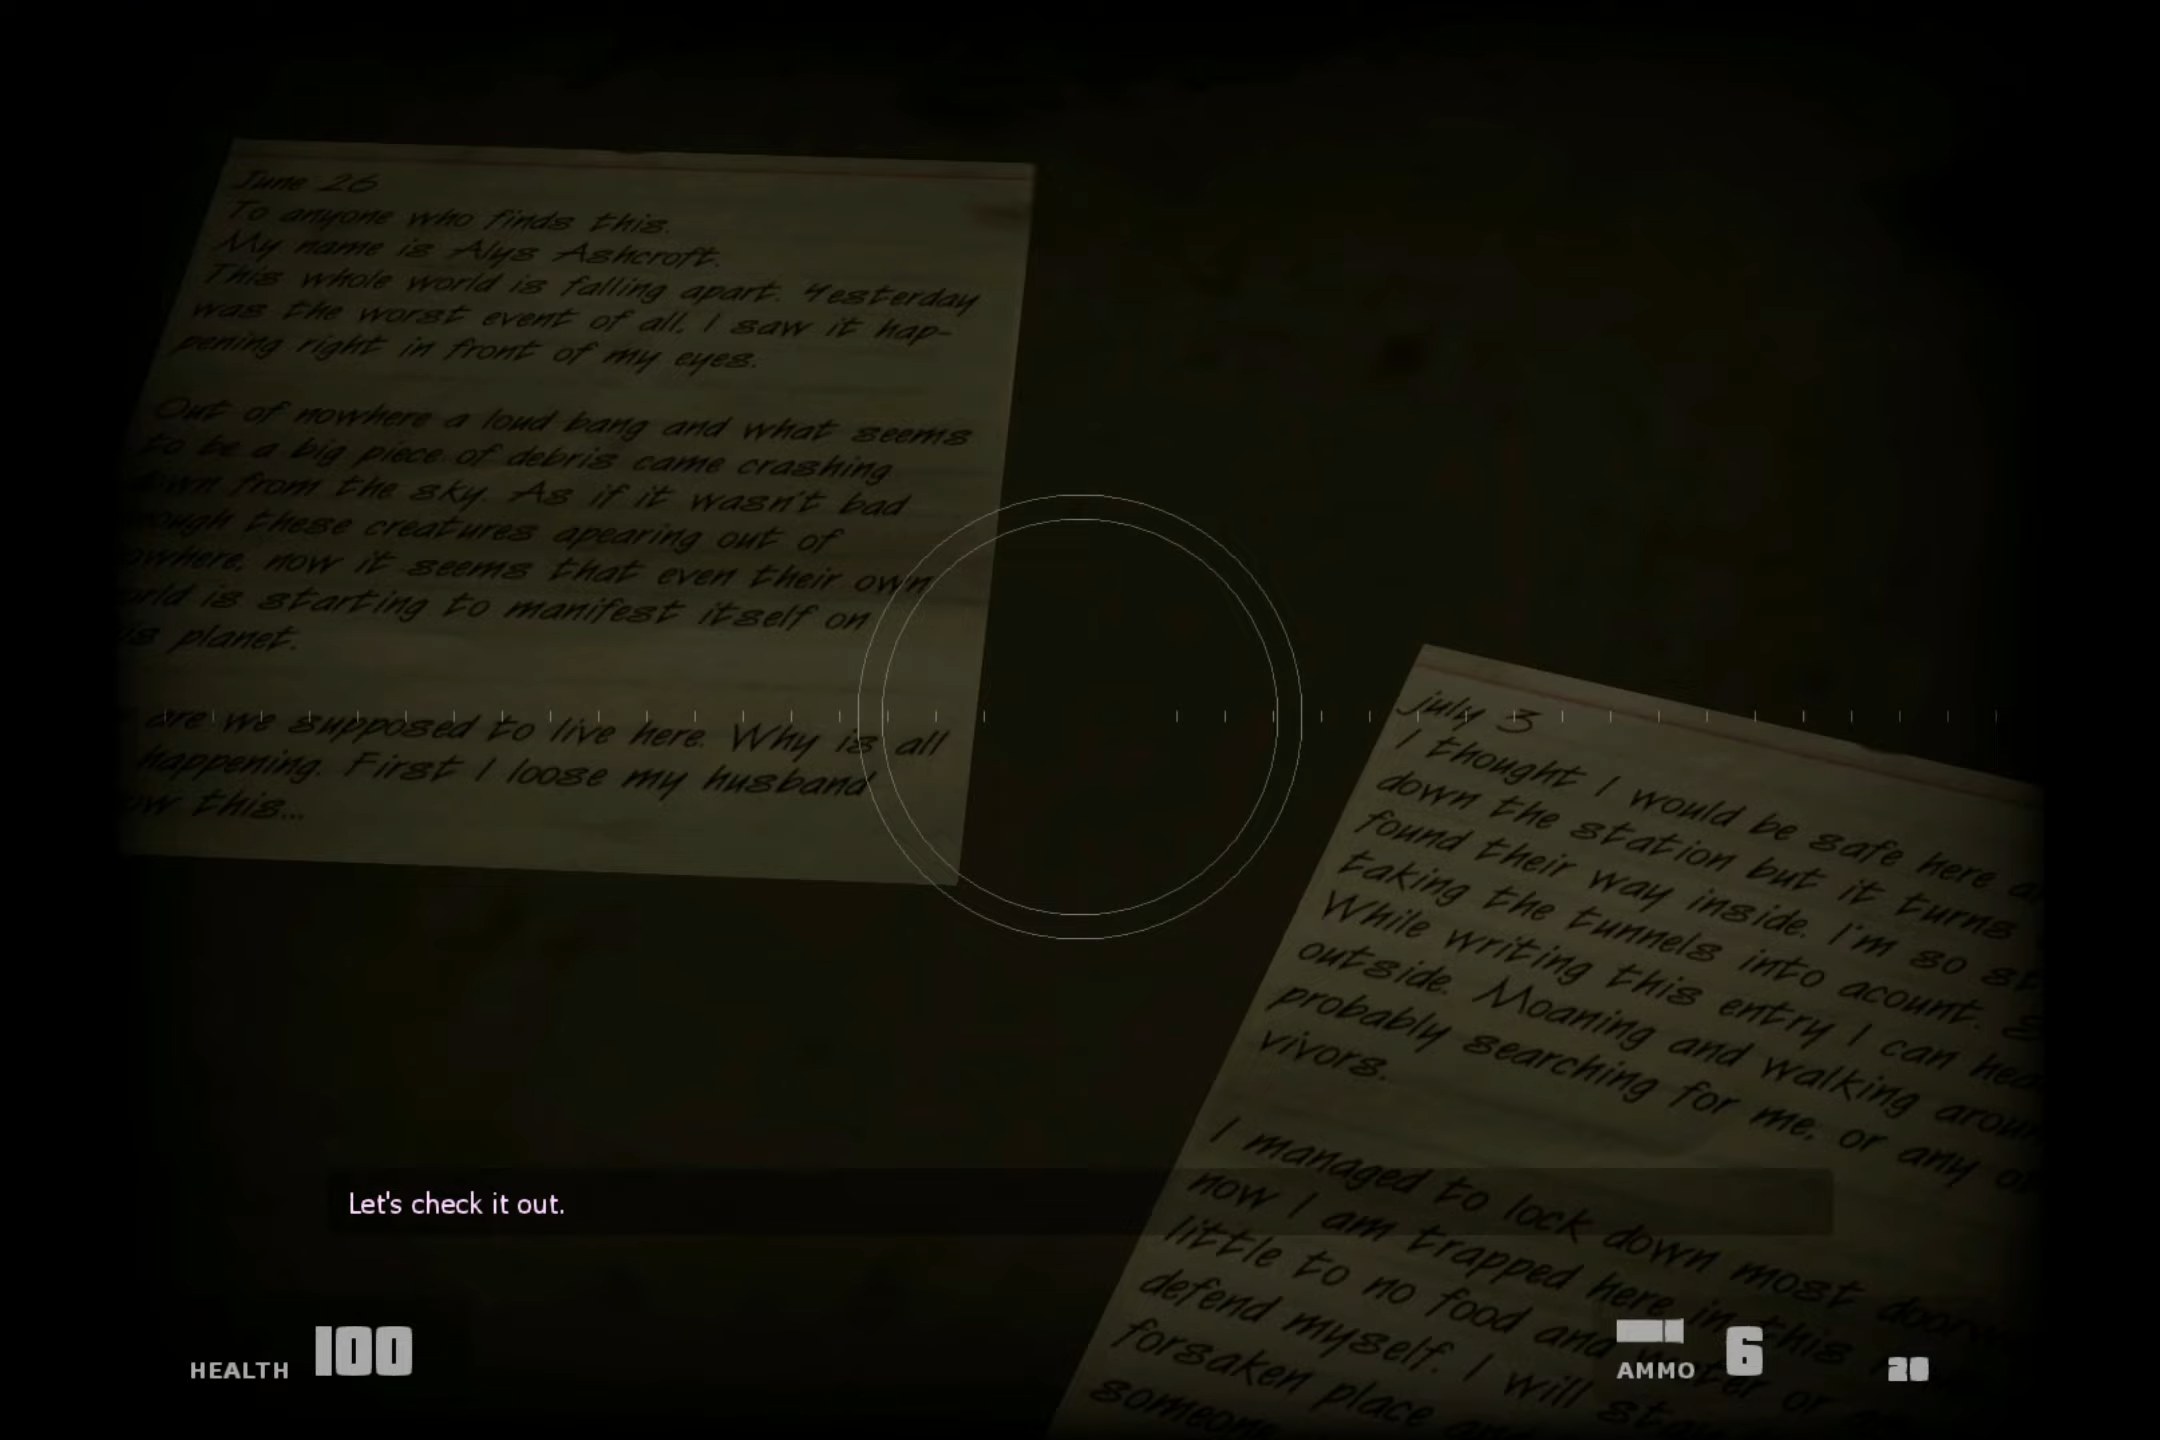 June 26
To anyone who finds this.
My name is Alys Ashcroft.
This whole world is falling apart. Yesterday
was the worst event of all, I saw it hap-
pening right in front of my eyes.
Out of nowhere a loud bang and what seems
to be a big piece of debris came crashing
down from the sky. As if it wasn't bad
these creatures apearing out of
now it seems that even their own
is starting to manifest itself on
planet.
are we supposed to live here. Why is all
happening. First I loose my husband
this...
july 3
I thought I would be safe here
down the station but it turns
found their way inside. I'm so
taking the tunnels into acount.
While writing this entry I can
outside. Moaning and walking
probably searching for me, or any
vivors.
I managed to lock down most
now I am trapped here in this
little to no food and water or
defend myself. I will
forsaken place
someone
Let's check it out.
HEALTH 100
AMMO 6 20